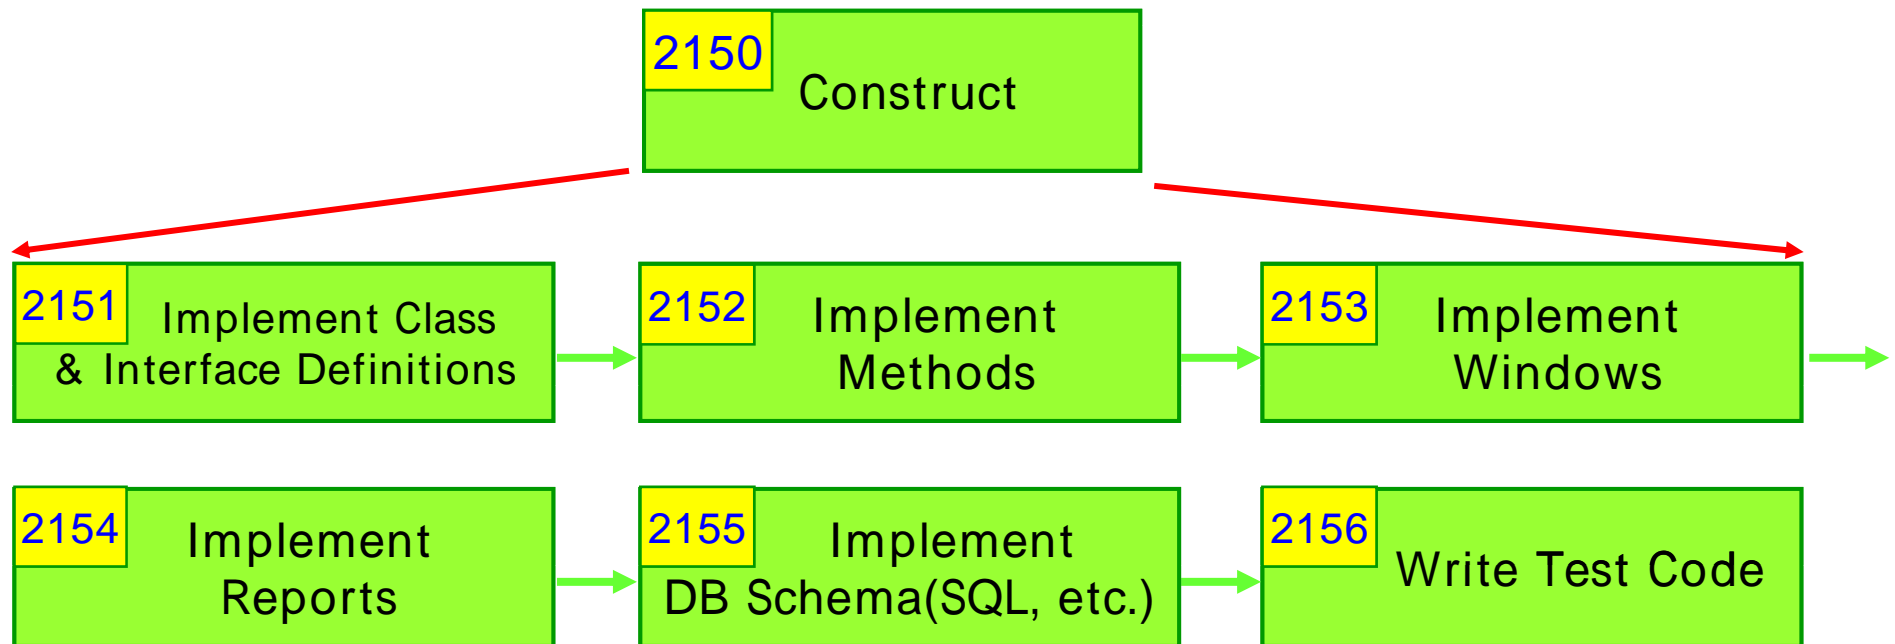 2150
Construct
2151
Implement Class
& Interface Definitions
2152
Implement
Methods
2153
Implement
Windows
2154
Implement
Reports
2155
Implement
DB Schema(SQL, etc.)
2156
Write Test Code